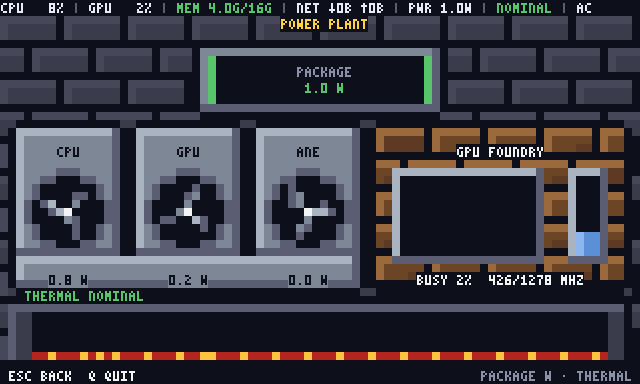 CPU 8% | GPU 2% | MEM 4.0G/16G | NET ↓0B ↑0B | PWR 1.0W | NOMINAL | AC
POWER PLANT
PACKAGE
1.0 W
CPU GPU ANE
GPU FOUNDRY
0.8 W 0.2 W 0.0 W
BUSY 2% 426/1278 MHZ
THERMAL NOMINAL
ESC BACK Q QUIT
PACKAGE W · THERMAL